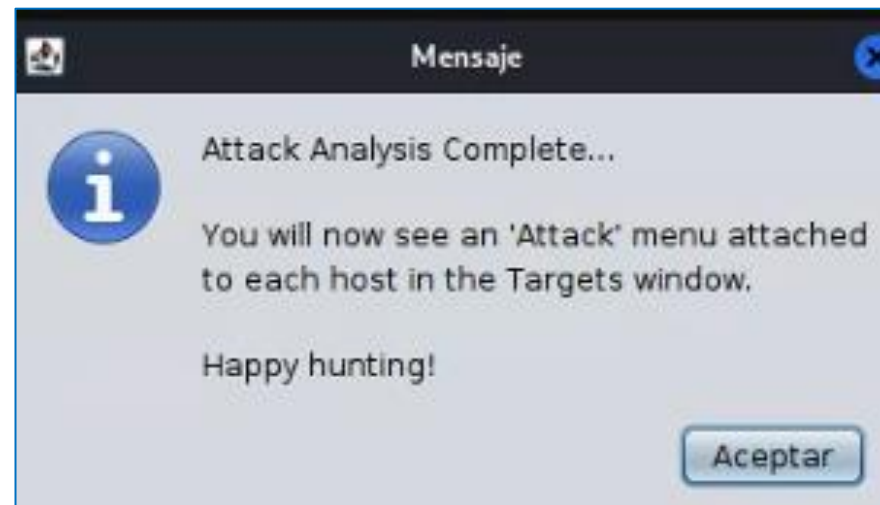 Mensaje
Attack Analysis Complete...
You will now see an 'Attack' menu attached
to each host in the Targets window.
Happy hunting!
Aceptar